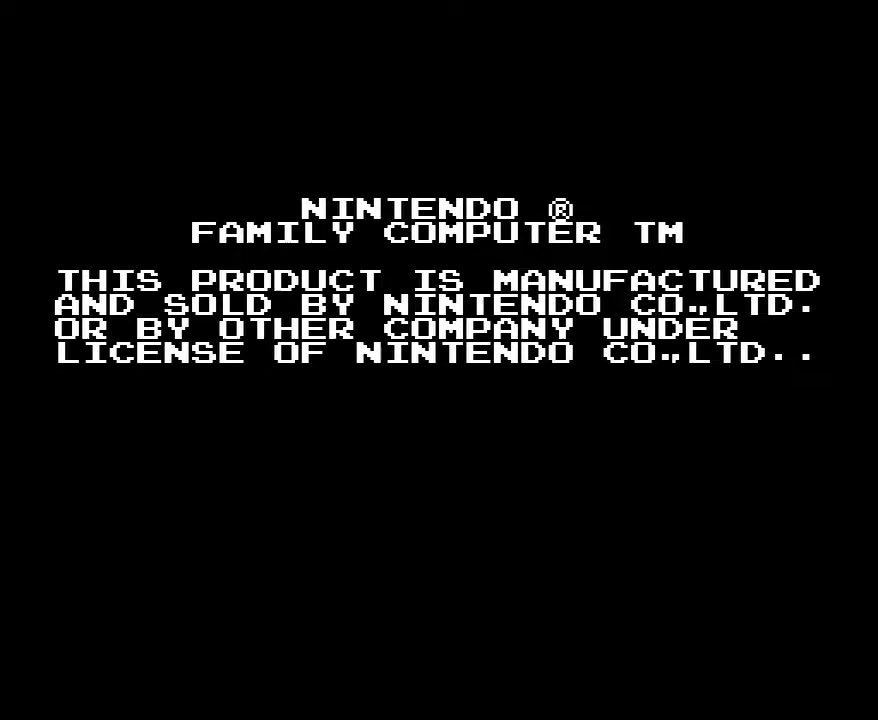 NINTENDO ®
FAMILY COMPUTER TM
THIS PRODUCT IS MANUFACTURED
AND SOLD BY NINTENDO CO.,LTD.
OR BY OTHER COMPANY UNDER
LICENSE OF NINTENDO CO.,LTD..